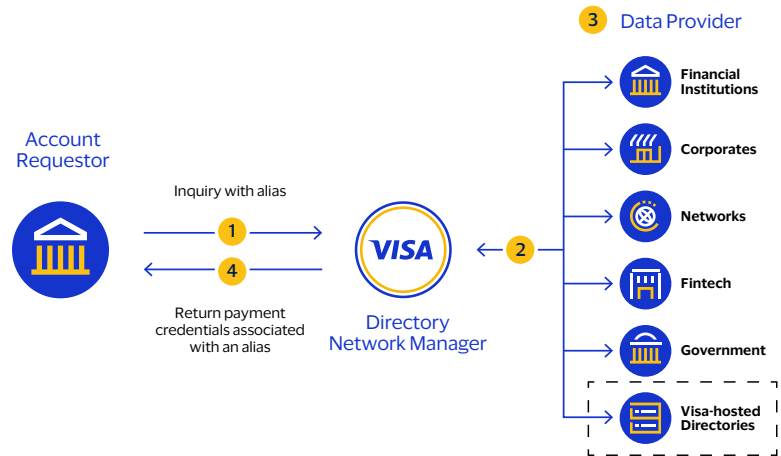 3 Data Provider
Financial
Institutions
Account
Requestor
Corporates
Inquiry with alias
1
Networks
VISA
2
4
Fintech
Return payment
credentials associated
with an alias
Directory
Network Manager
Government
Visa-hosted
Directories